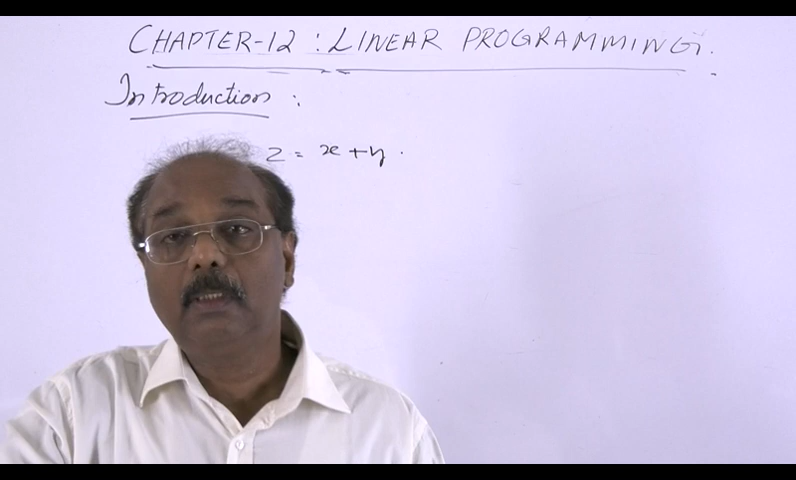 CHAPTER-12 : LINEAR PROGRAMMING.
Introduction :
z = x + y .